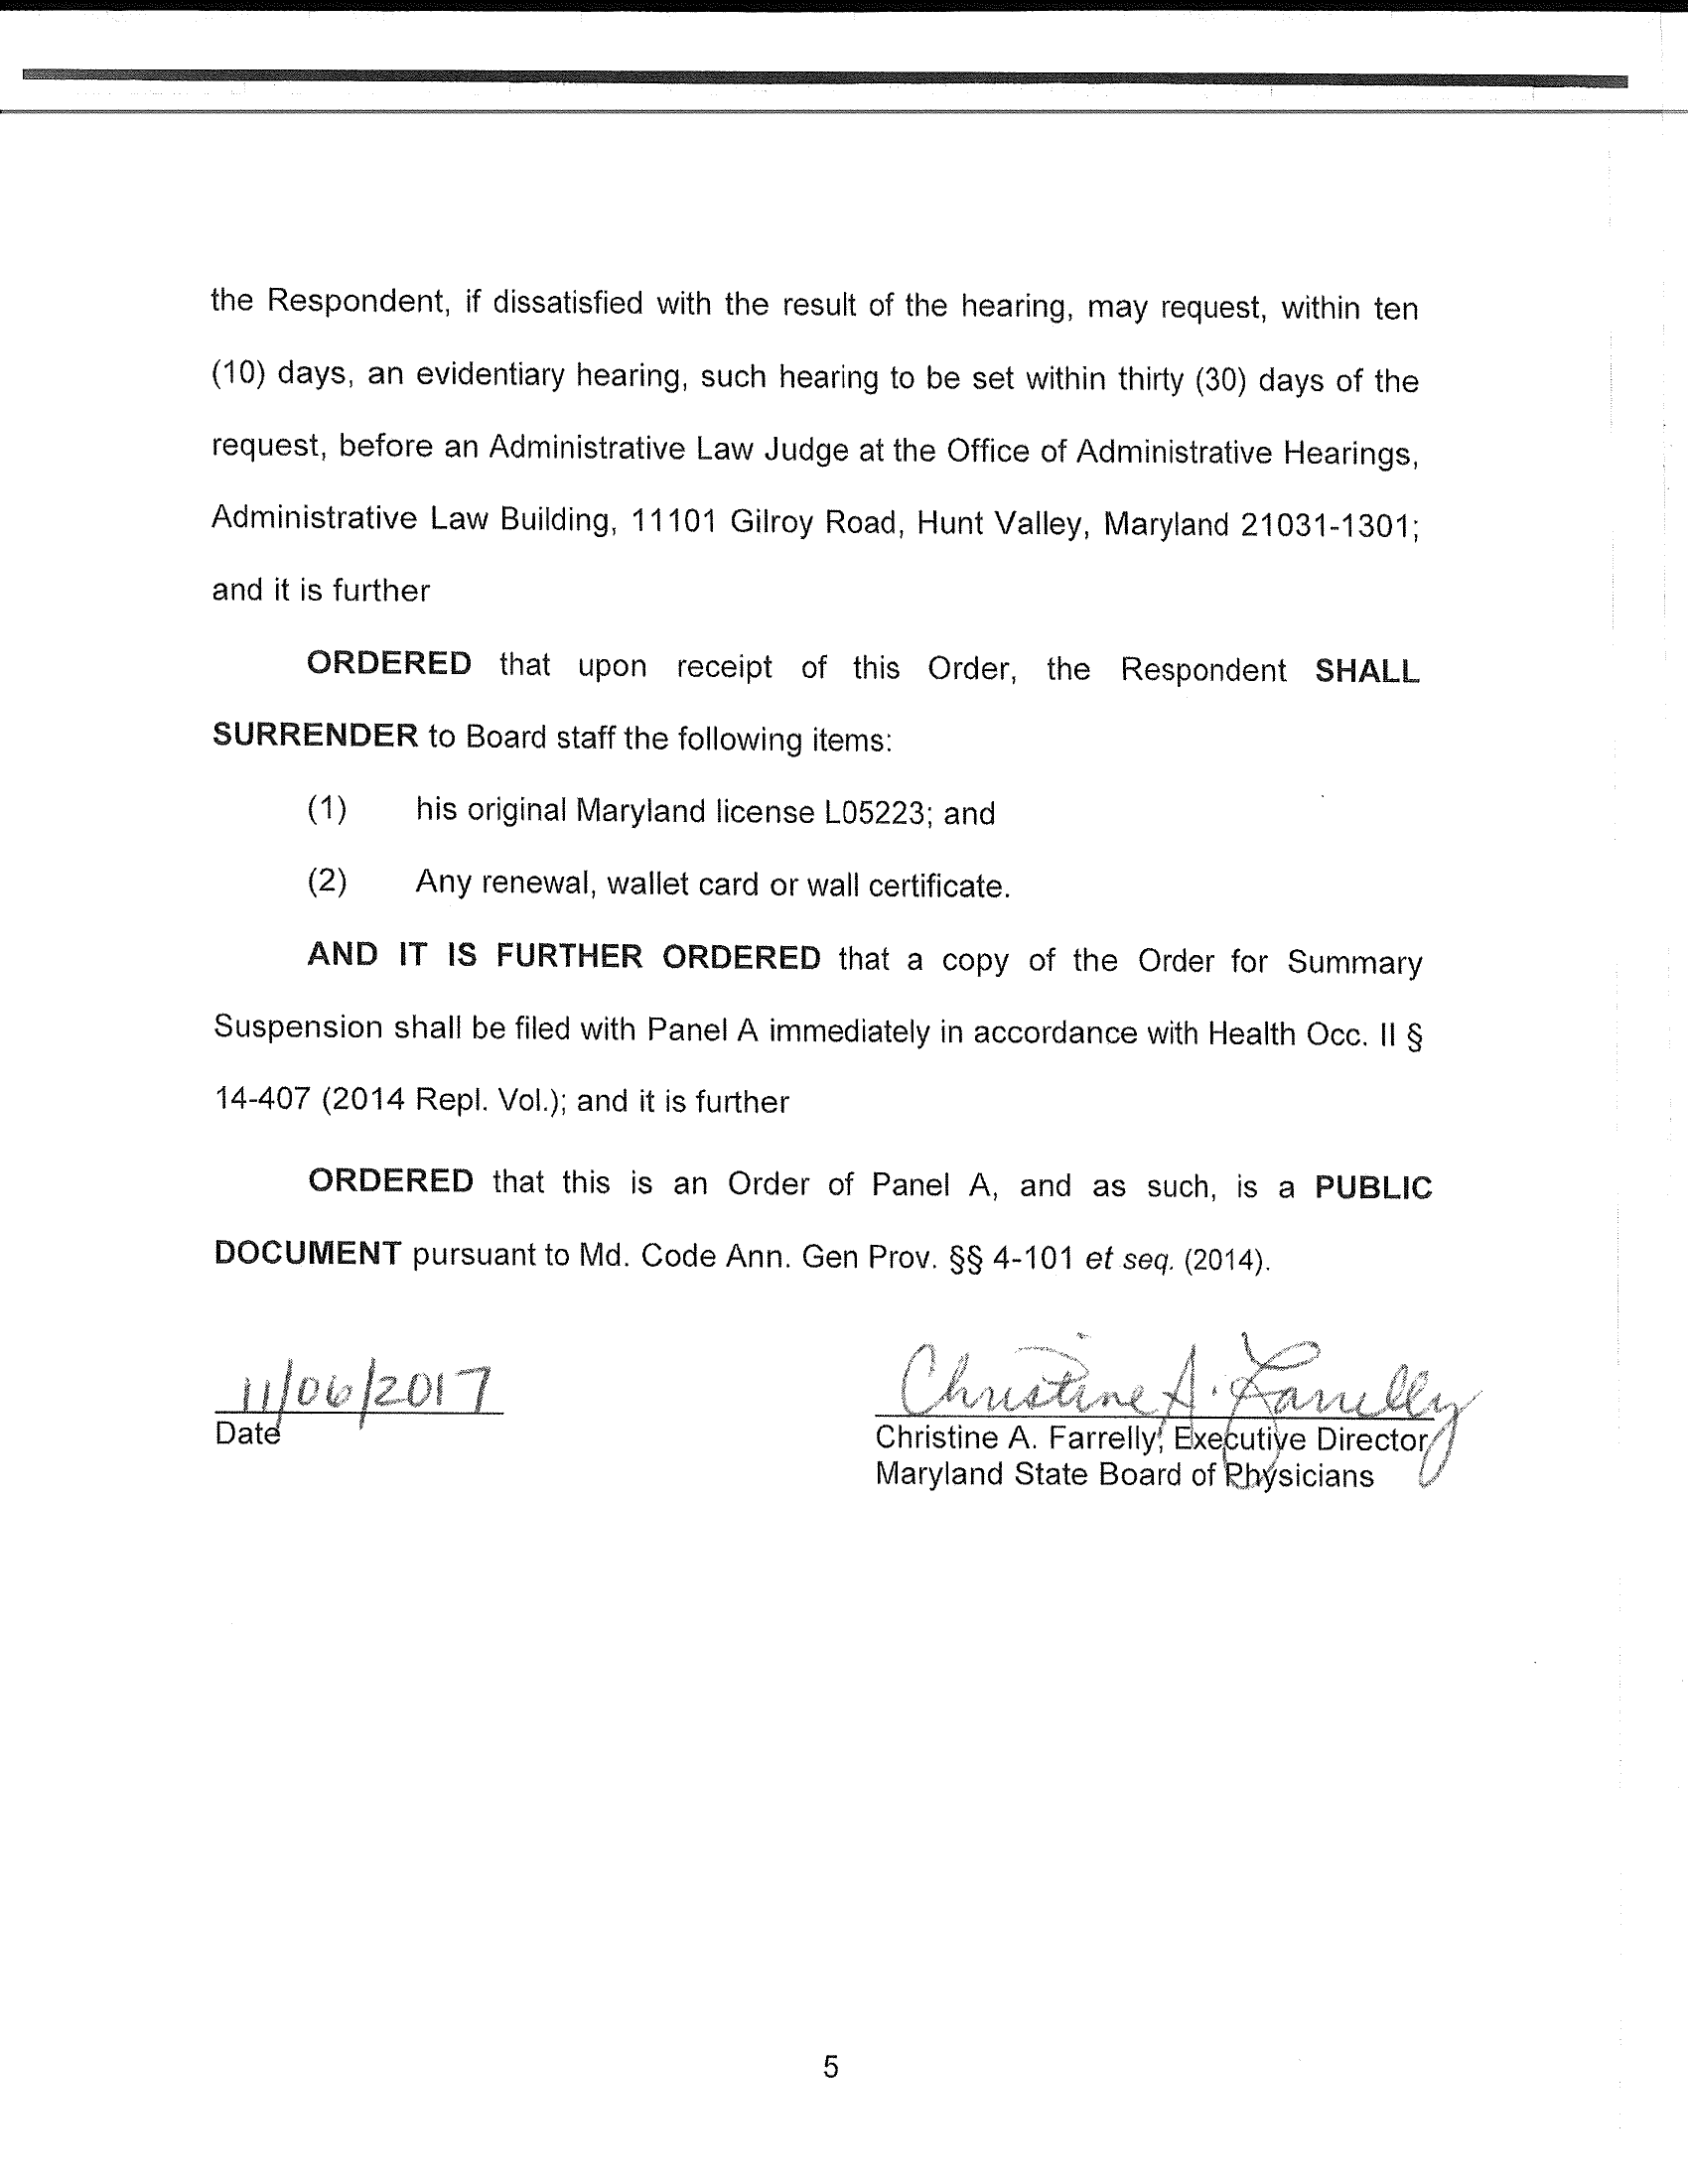 the Respondent, if dissatisfied with the result of the hearing, may request, within ten
(10) days, an evidentiary hearing, such hearing to be set within thirty (30) days of the
request, before an Administrative Law Judge at the Office of Administrative Hearings,
Administrative Law Building, 11101 Gilroy Road, Hunt Valley, Maryland 21031-1301;
and it is further
ORDERED that upon receipt of this Order, the Respondent SHALL
SURRENDER to Board staff the following items:
(1) his original Maryland license L05223; and
(2) Any renewal, wallet card or wall certificate.
AND IT IS FURTHER ORDERED that a copy of the Order for Summary
Suspension shall be filed with Panel A immediately in accordance with Health Occ. II §
14-407 (2014 Repl. Vol.); and it is further
ORDERED that this is an Order of Panel A, and as such, is a PUBLIC
DOCUMENT pursuant to Md. Code Ann. Gen Prov. §§ 4-101 et seq. (2014).
11/06/2017
Date
Christine A. Farrelly
Christine A. Farrelly, Executive Director
Maryland State Board of Physicians
5